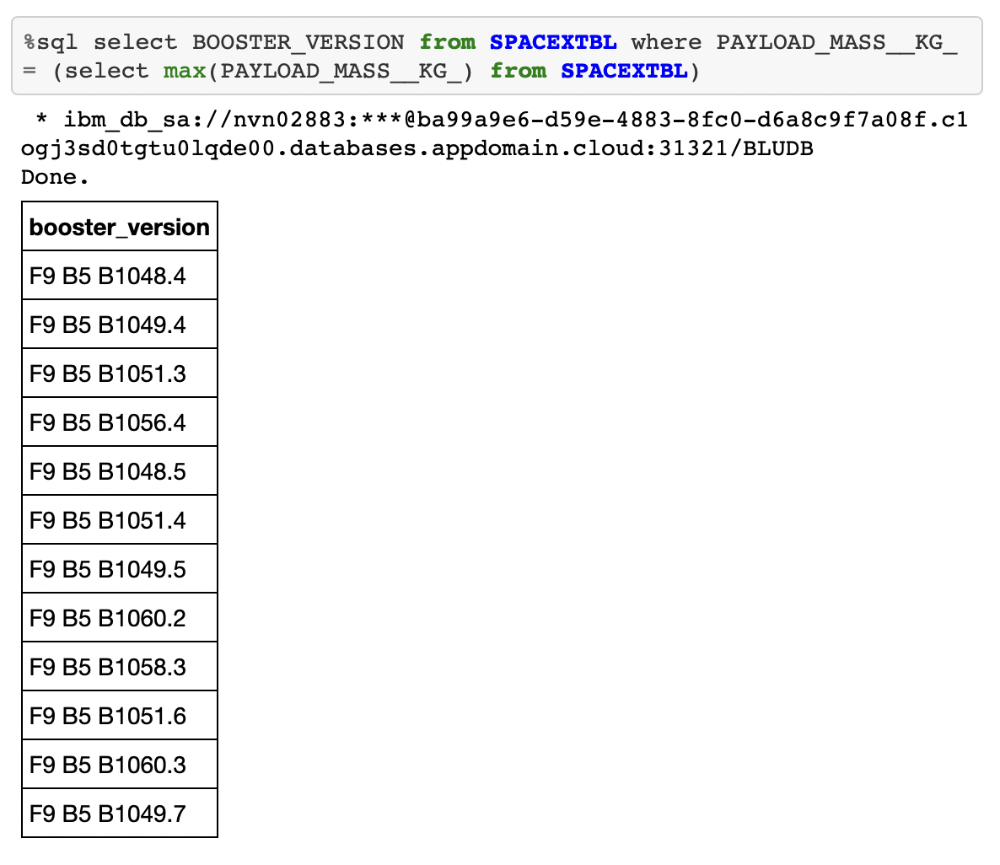 %sql select BOOSTER_VERSION from SPACEXTBL where PAYLOAD_MASS__KG_
= (select max(PAYLOAD_MASS__KG_) from SPACEXTBL)
* ibm_db_sa://nvn02883:***@ba99a9e6-d59e-4883-8fc0-d6a8c9f7a08f.c1
ogj3sd0tgtu0lqde00.databases.appdomain.cloud:31321/BLUDB
Done.
booster_version
F9 B5 B1048.4
F9 B5 B1049.4
F9 B5 B1051.3
F9 B5 B1056.4
F9 B5 B1048.5
F9 B5 B1051.4
F9 B5 B1049.5
F9 B5 B1060.2
F9 B5 B1058.3
F9 B5 B1051.6
F9 B5 B1060.3
F9 B5 B1049.7